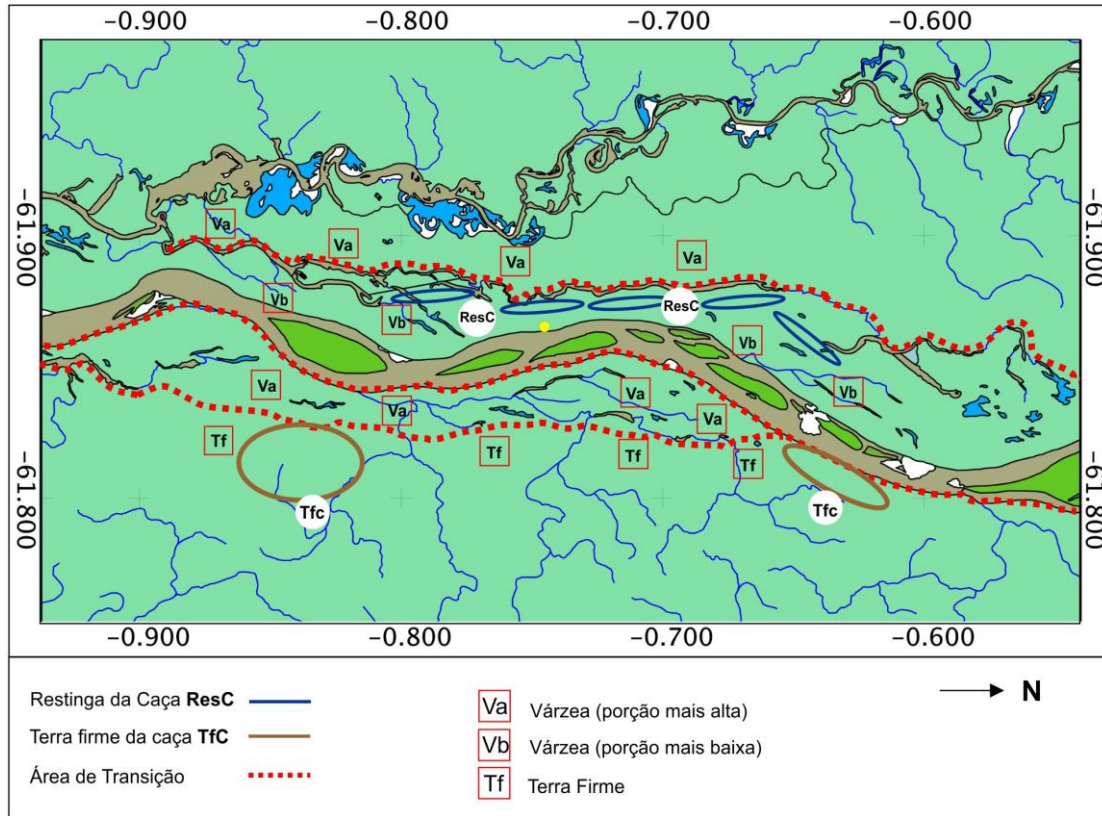 −0.900 −0.800 −0.700 −0.600
−61.900
−61.900
Va
Va
Va
Va
Vb
ResC
ResC
Vb
Vb
Va
Vb
Va
Va
Va
Tf
Tf
Tf
Tf
−61.800
−61.800
Tfc
Tfc
−0.900 −0.800 −0.700 −0.600
Restinga da Caça ResC
Terra firme da caça TfC
Área de Transição
Va Várzea (porção mais alta)
Vb Várzea (porção mais baixa)
Tf Terra Firme
N